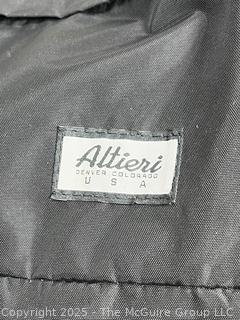 Altieri
DENVER COLORADO
U S A
Copyright 2025 - The McGuire Group LLC